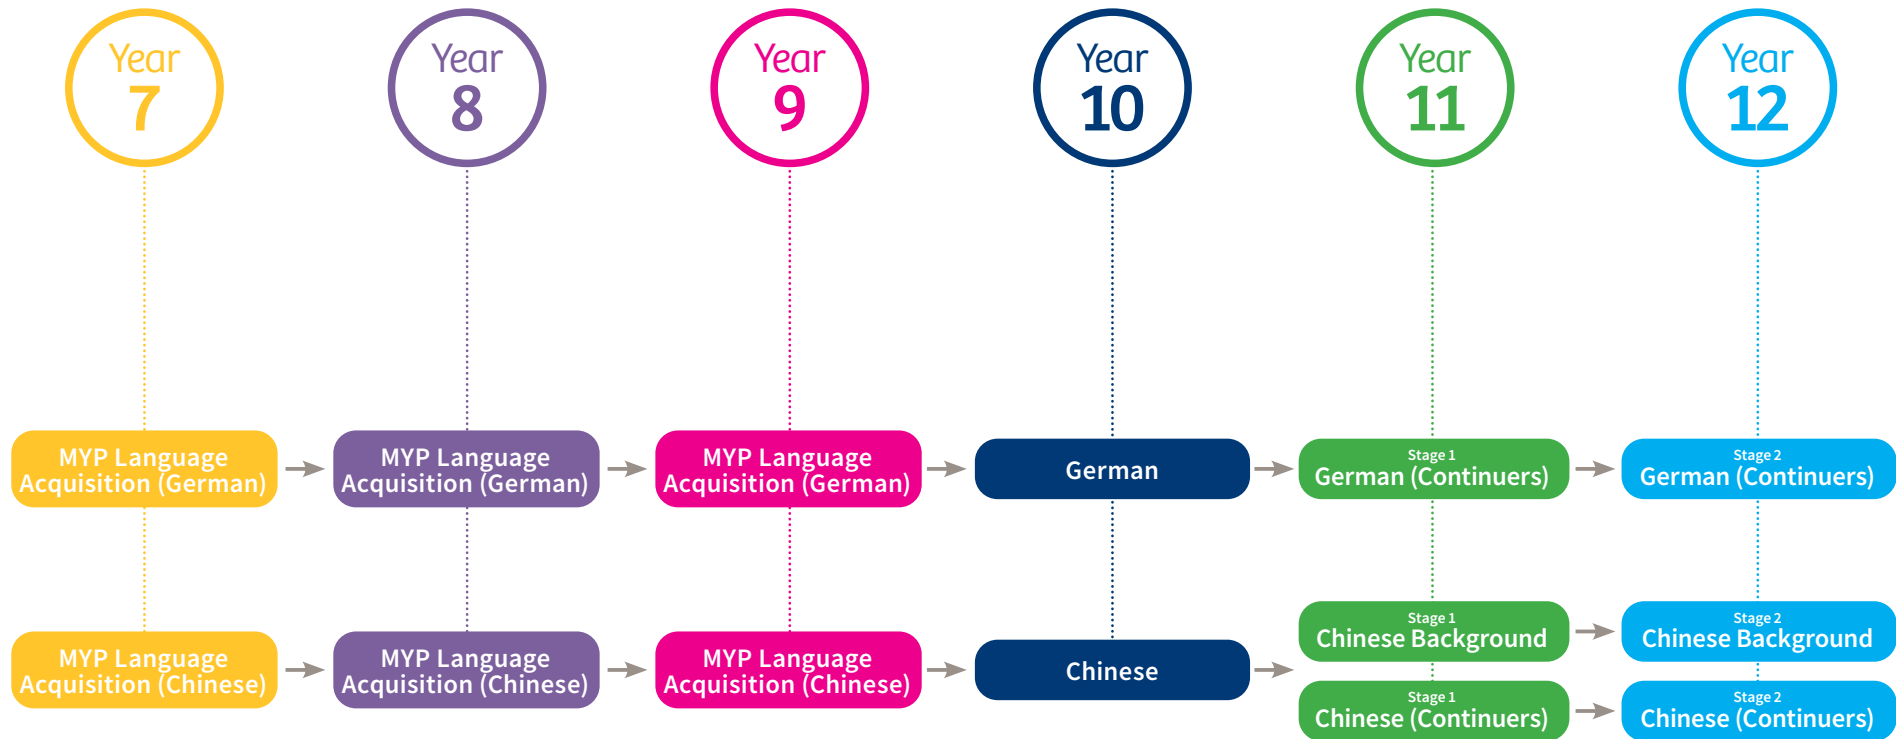 Year
7
Year
8
Year
9
Year
10
Year
11
Year
12
MYP Language
Acquisition (German)
MYP Language
Acquisition (German)
MYP Language
Acquisition (German)
German
Stage 1
German (Continuers)
Stage 2
German (Continuers)
MYP Language
Acquisition (Chinese)
MYP Language
Acquisition (Chinese)
MYP Language
Acquisition (Chinese)
Chinese
Stage 1
Chinese Background
Stage 2
Chinese Background
Stage 1
Chinese (Continuers)
Stage 2
Chinese (Continuers)